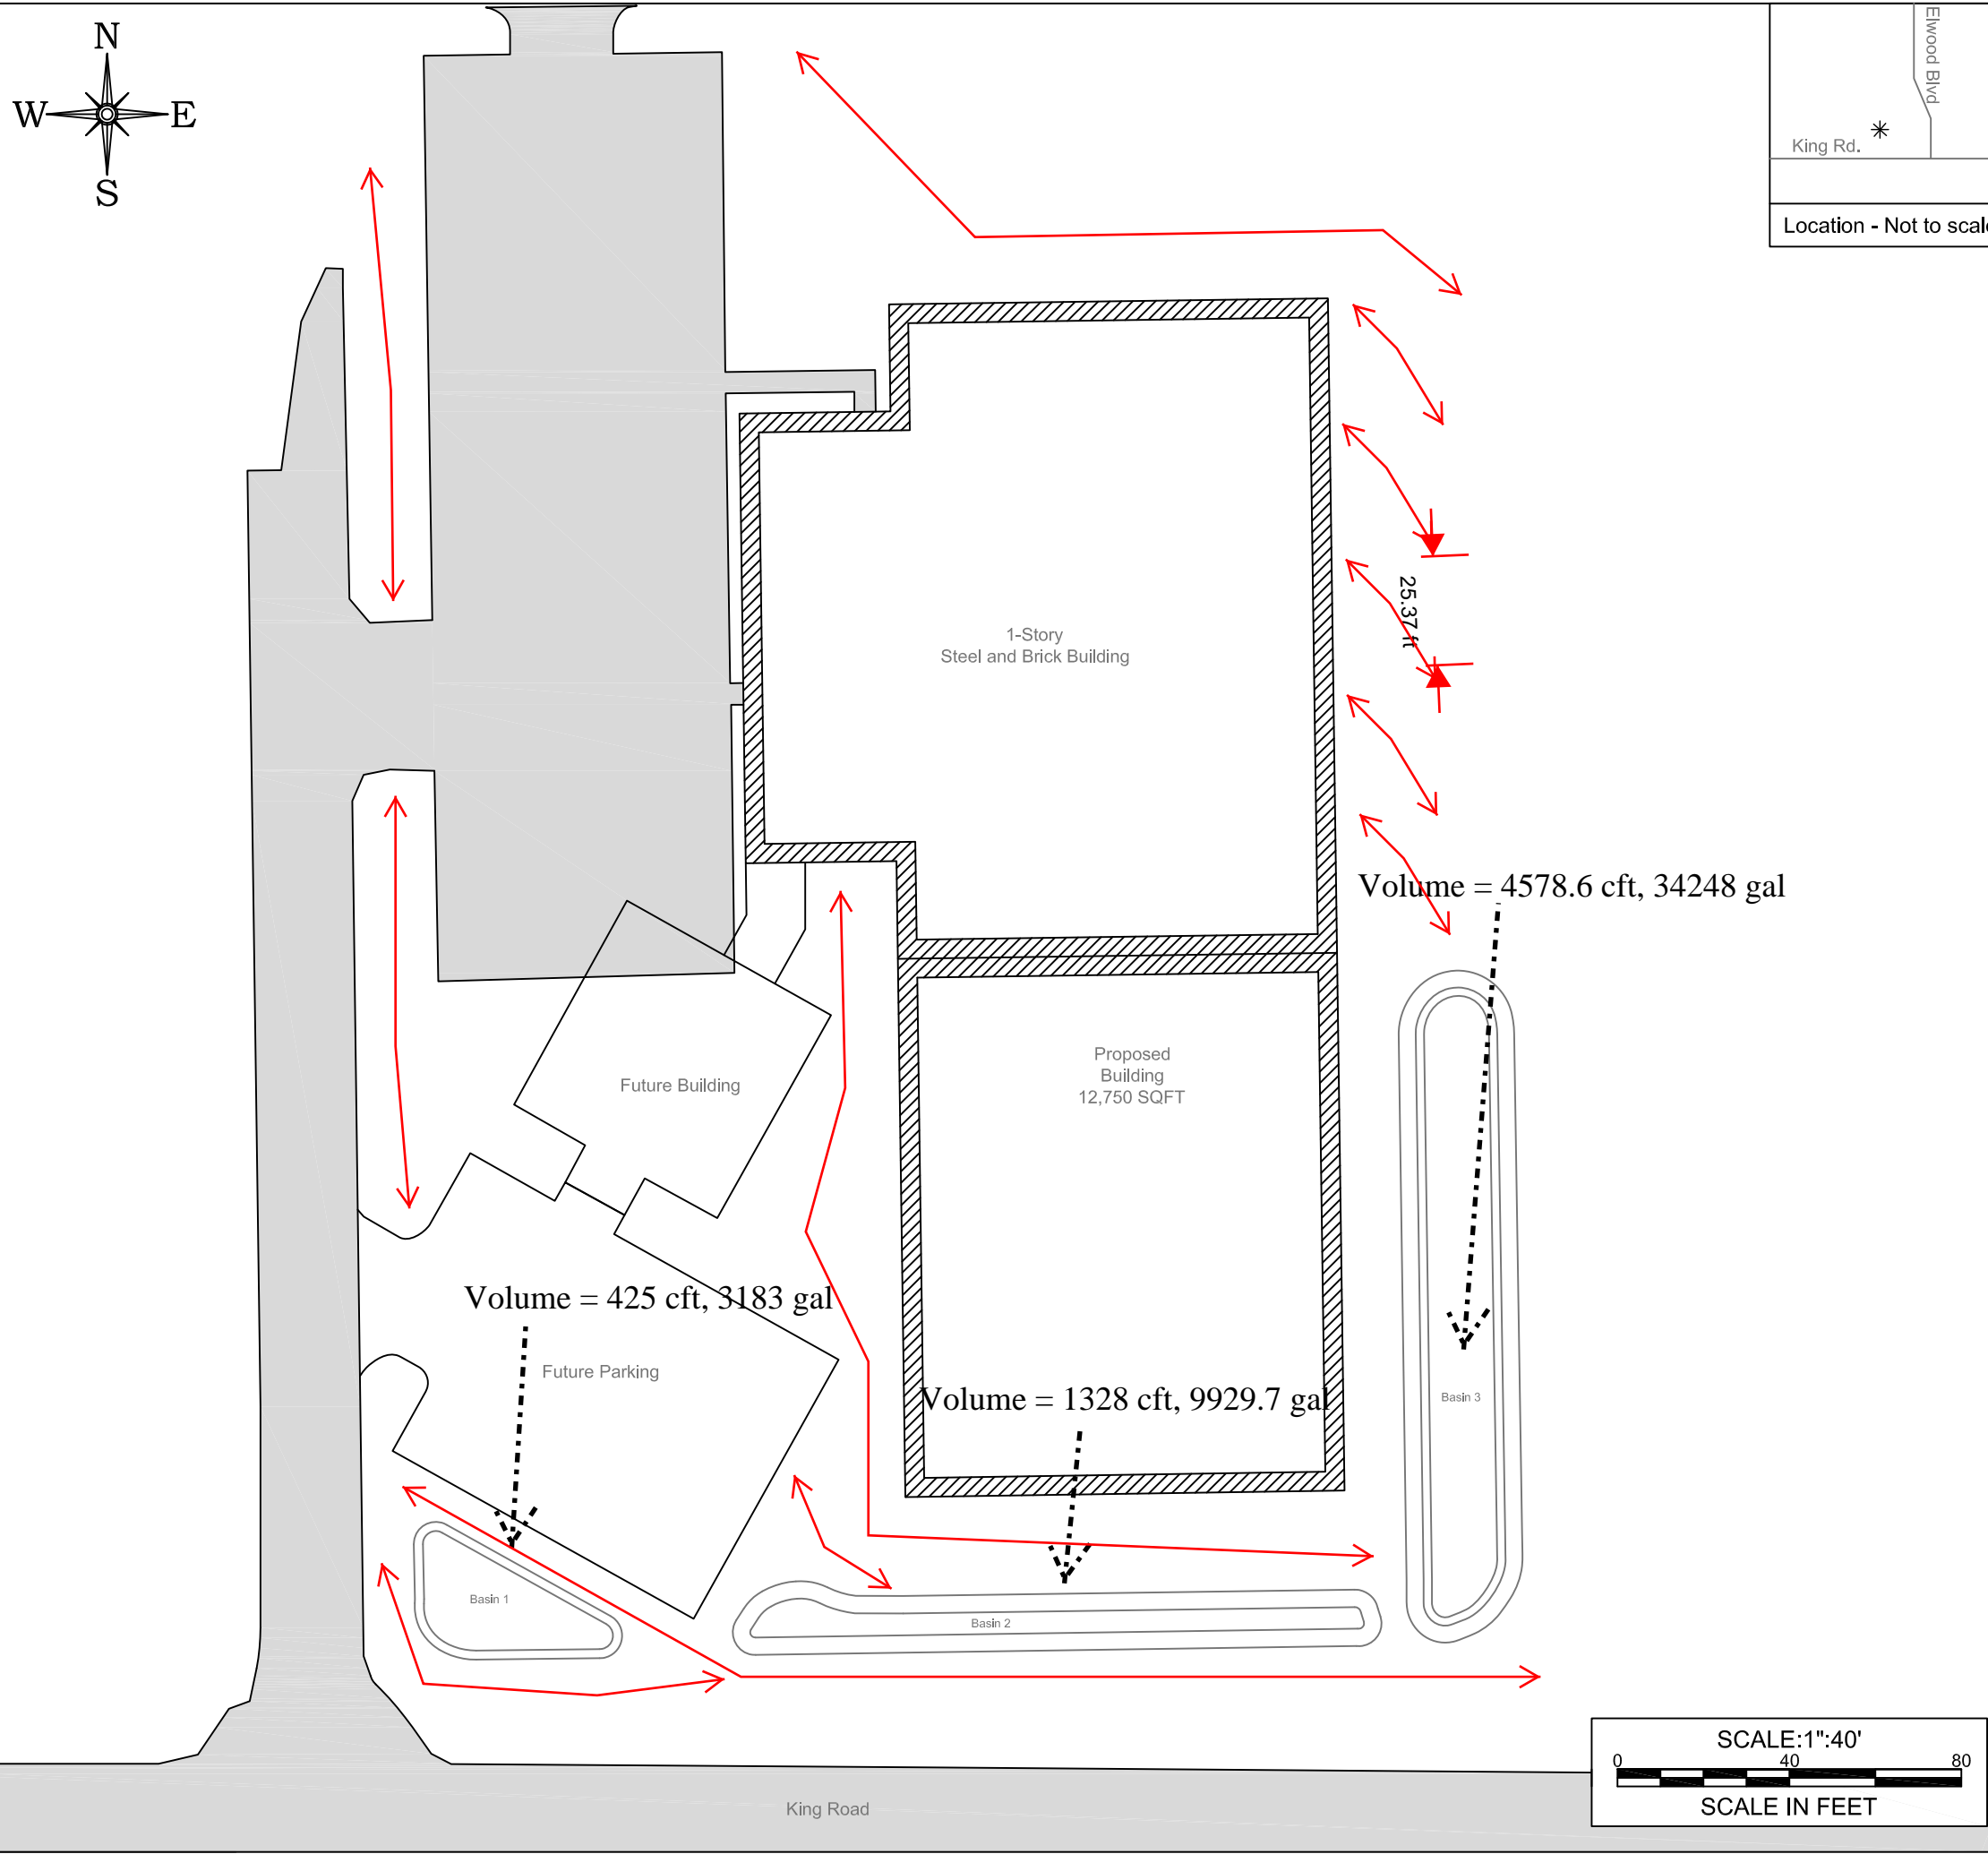 N
W E
S
Elwood Blvd
King Rd.
Location - Not to scale
25.37 ft
1-Story
Steel and Brick Building
Volume = 4578.6 cft, 34248 gal
Proposed
Building
12,750 SQFT
Future Building
Volume = 425 cft, 3183 gal
Future Parking
Volume = 1328 cft, 9929.7 gal
Basin 3
Basin 1
Basin 2
SCALE:1":40'
0 40 80
SCALE IN FEET
King Road